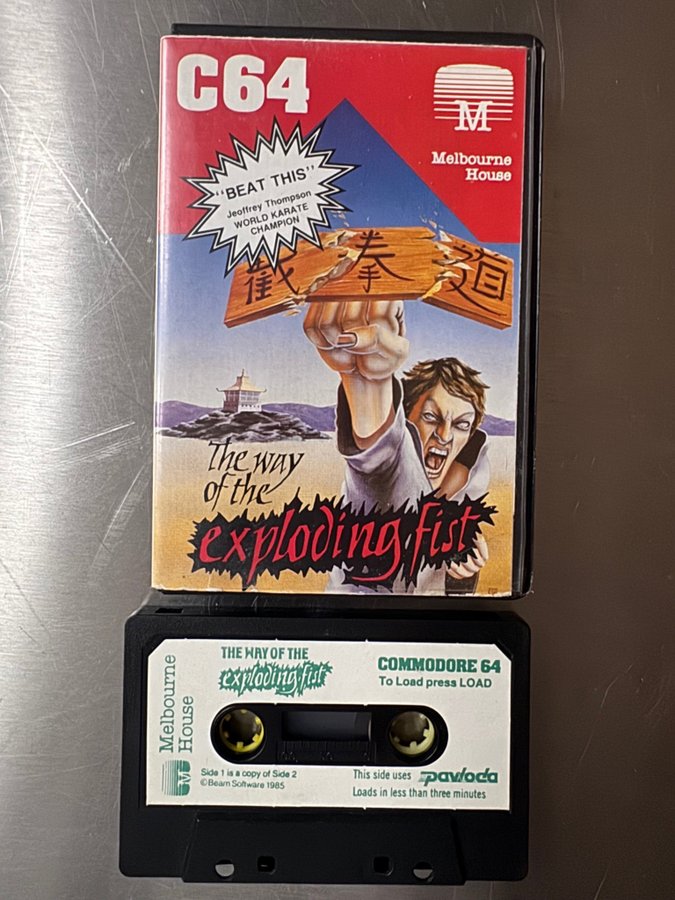 C64
M
Melbourne
House
"BEAT THIS"
Jeoffrey Thompson
WORLD KARATE
CHAMPION
截拳道
The way
of the
exploding fist
THE WAY OF THE
exploding fist
COMMODORE 64
To Load press LOAD
Melbourne
House
M
Side 1 is a copy of Side 2
©Beam Software 1985
This side uses pavloda
Loads in less than three minutes